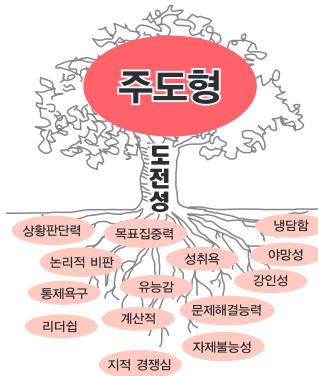 주도형
도전성
상황판단력
목표집중력
냉담함
논리적 비판
성취욕
야망성
통제욕구
유능감
강인성
리더쉽
계산적
문제해결능력
자제불능성
지적 경쟁심